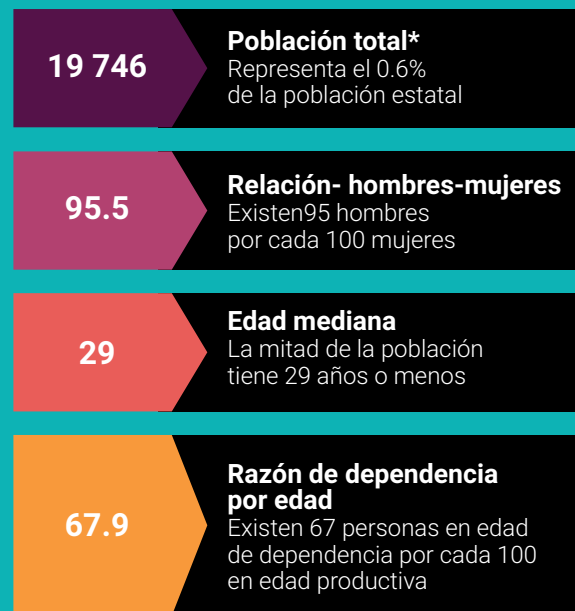 19 746
Población total*
Representa el 0.6%
de la población estatal
95.5
Relación- hombres-mujeres
Existen95 hombres
por cada 100 mujeres
29
Edad mediana
La mitad de la población
tiene 29 años o menos
67.9
Razón de dependencia
por edad
Existen 67 personas en edad
de dependencia por cada 100
en edad productiva